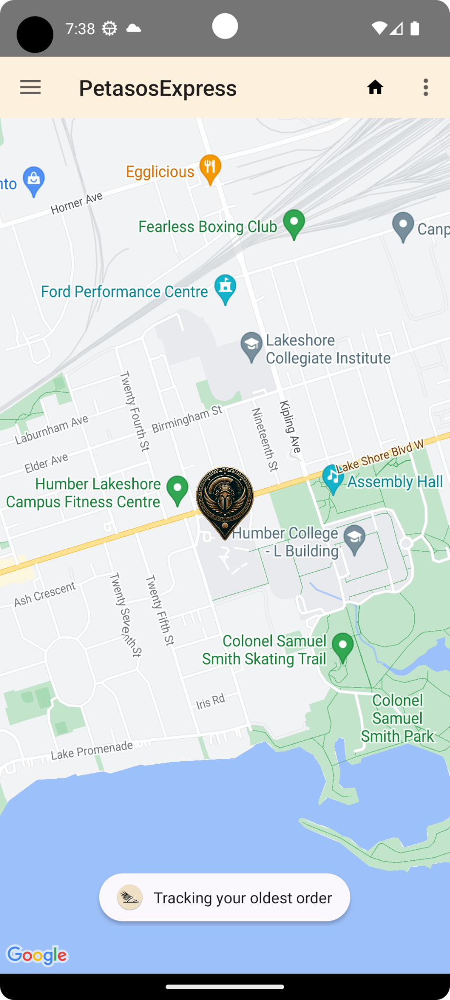 7:38
PetasosExpress
Egglicious
nto
Horner Ave
Fearless Boxing Club
Canp
Ford Performance Centre
Lakeshore
Collegiate Institute
Twenty Fourth St
Birmingham St
Nineteenth St
Kipling Ave
Laburnham Ave
Elder Ave
Lake Shore Blvd W
Humber Lakeshore
Campus Fitness Centre
Assembly Hall
Humber College
- L Building
Ash Crescent
Twenty Seventh St
Twenty Fifth St
Colonel Samuel
Smith Skating Trail
Iris Rd
Colonel
Samuel
Smith Park
Lake Promenade
Tracking your oldest order
Google